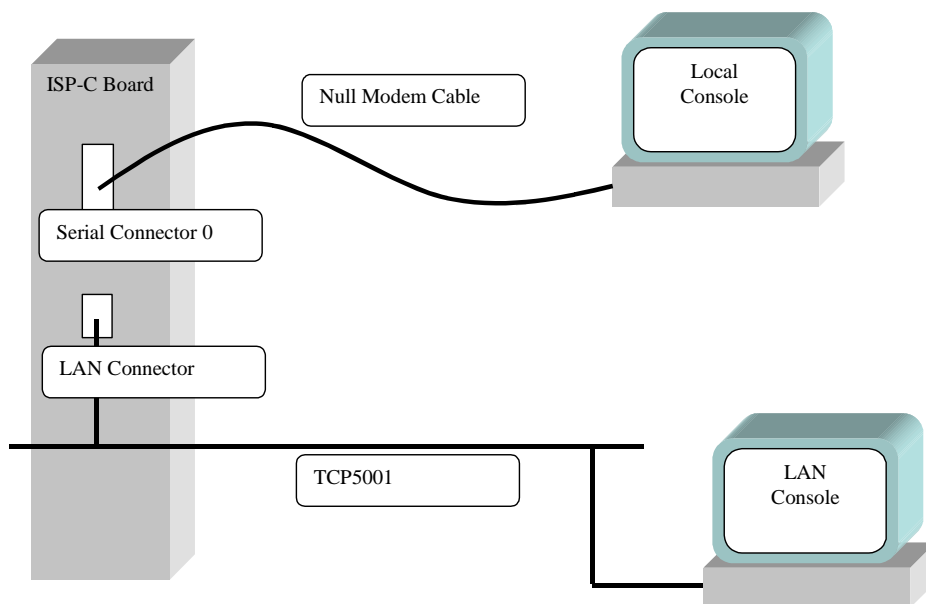 ISP-C Board
Null Modem Cable
Local
Console
Serial Connector 0
LAN Connector
TCP5001
LAN
Console